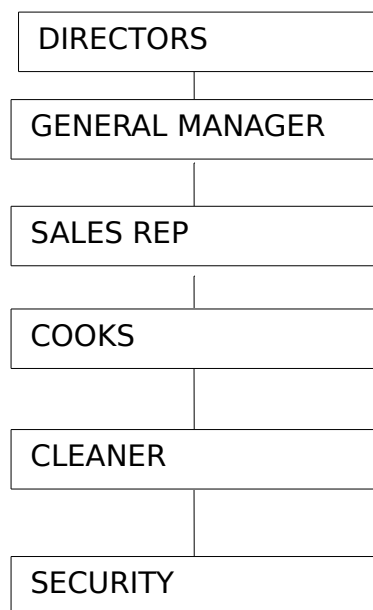 DIRECTORS
GENERAL MANAGER
SALES REP
COOKS
CLEANER
SECURITY